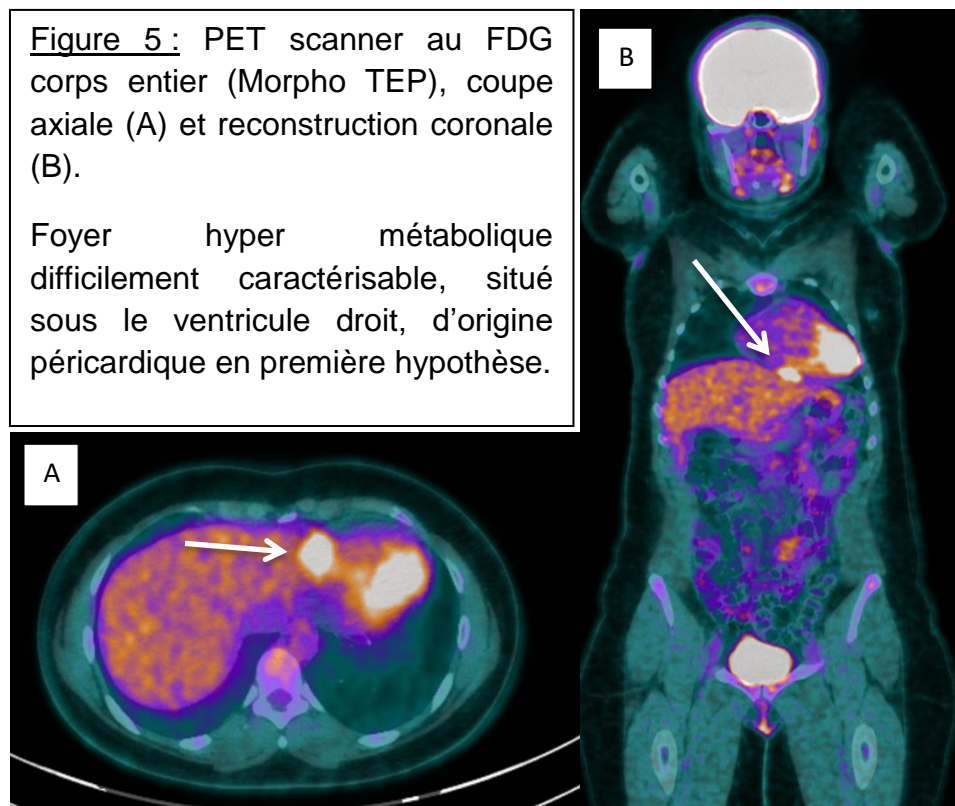 Figure 5 : PET scanner au FDG
corps entier (Morpho TEP), coupe
axiale (A) et reconstruction coronale
(B).
Foyer hyper métabolique
difficilement caractérisable, situé
sous le ventricule droit, d'origine
péricardique en première hypothèse.
B
A